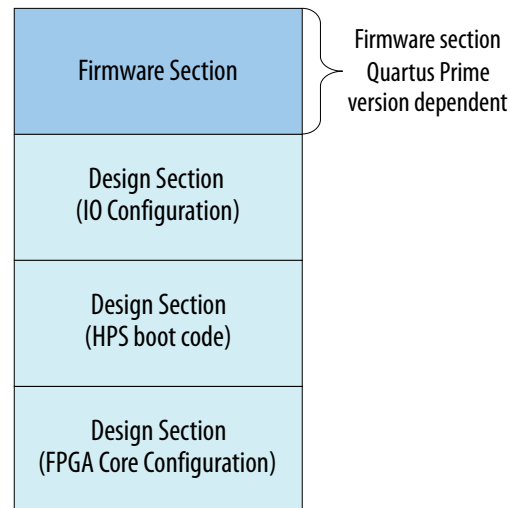 Firmware Section
Firmware section
Quartus Prime
version dependent
Design Section
(IO Configuration)
Design Section
(HPS boot code)
Design Section
(FPGA Core Configuration)